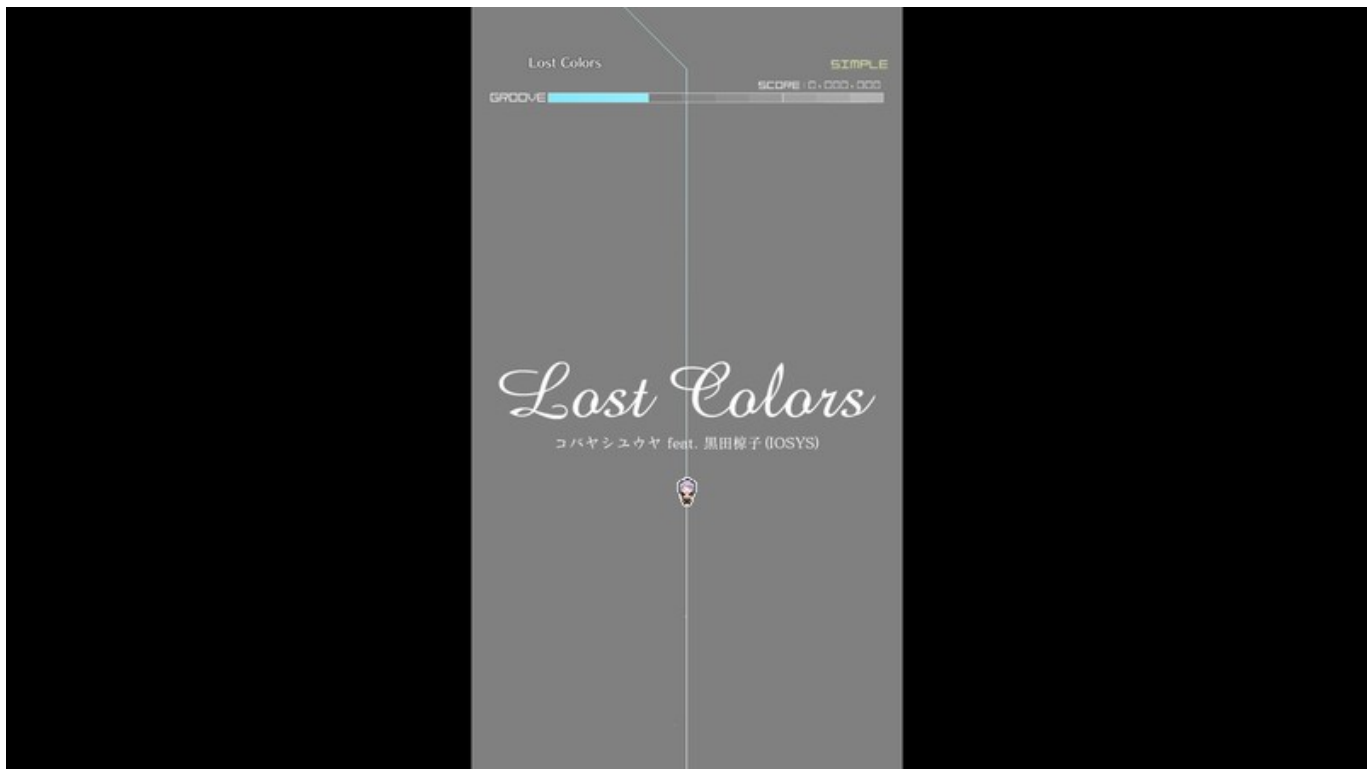 Lost Colors
SIMPLE
SCORE:0,000,000
GROOVE
Lost Colors
コバヤシユウヤ feat. 黒田椋子(IOSYS)